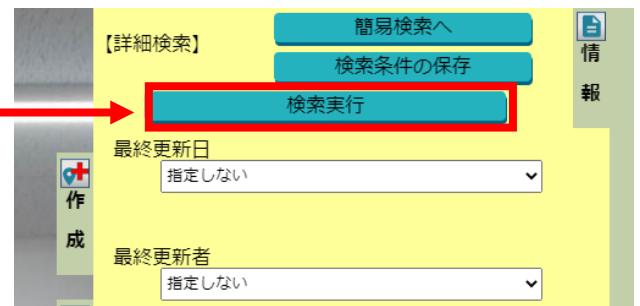 簡易検索へ
【詳細検索】
検索条件の保存
検索実行
情
報
最終更新日
指定しない
作
成
最終更新者
指定しない